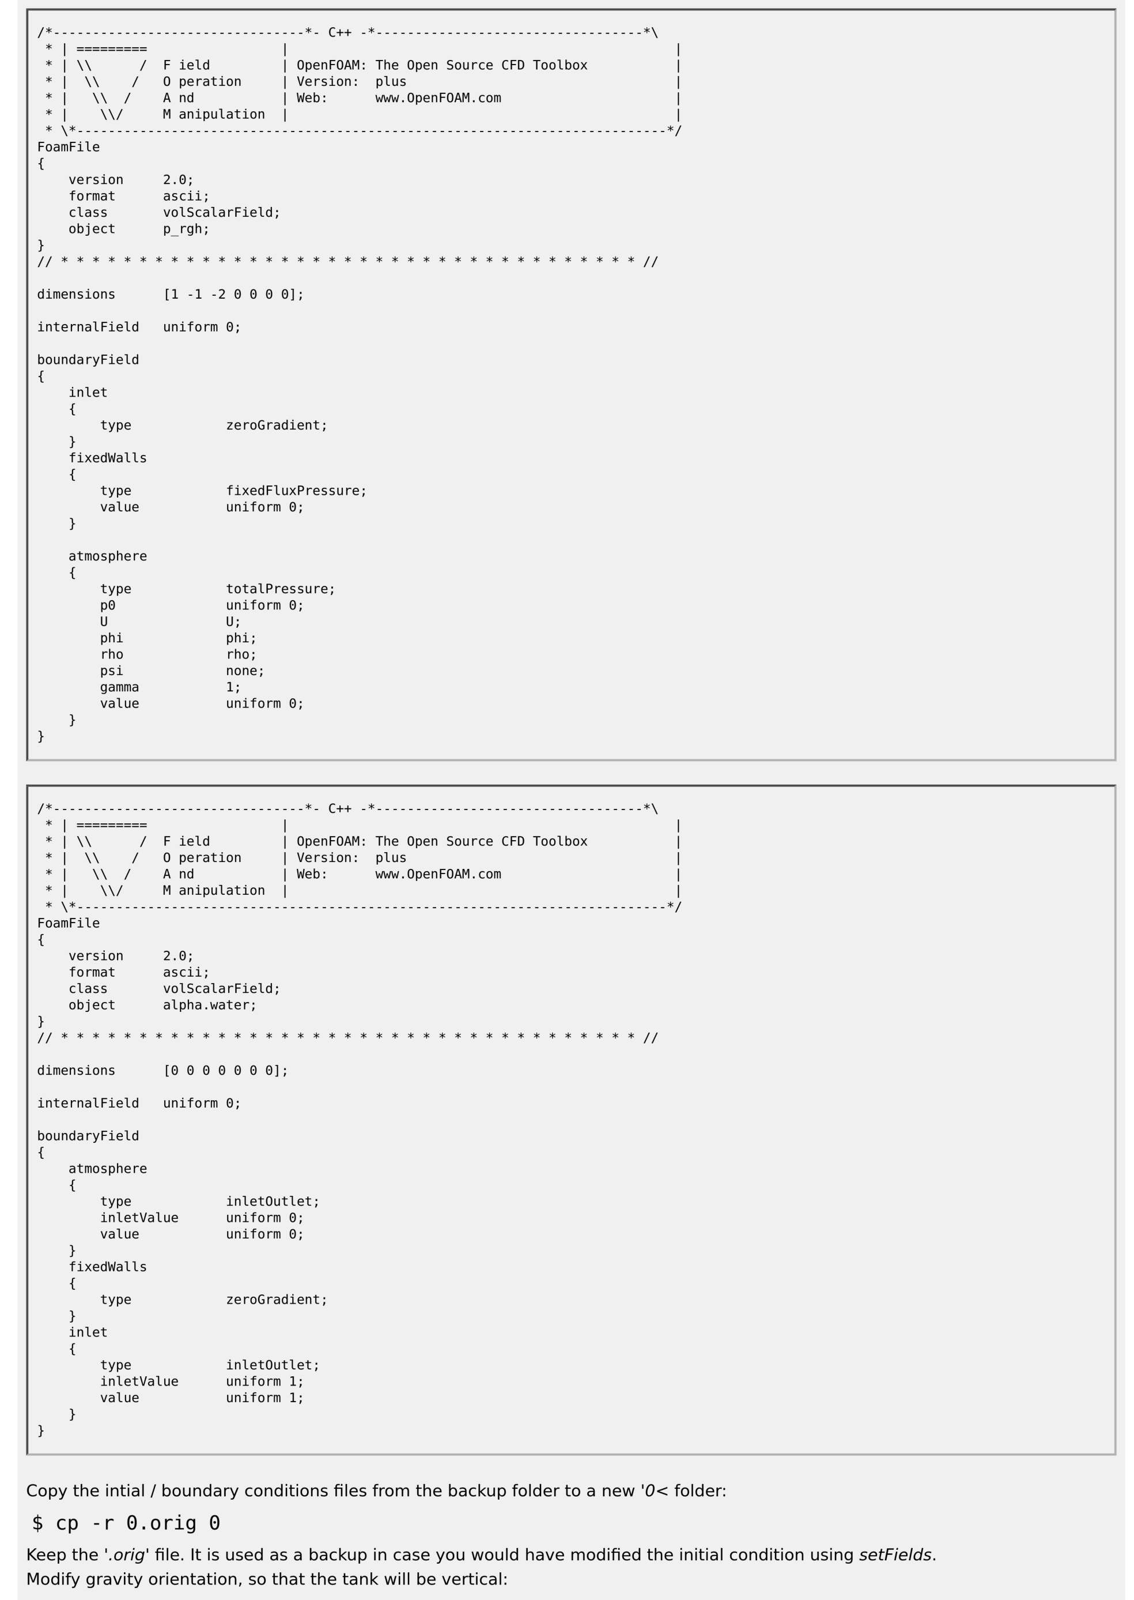 /*--------------------------------*- C++ -*----------------------------------*\
 * | =========                 |                                                 |
 * | \\      /  F ield         | OpenFOAM: The Open Source CFD Toolbox           |
 * |  \\    /   O peration     | Version:  plus                                  |
 * |   \\  /    A nd           | Web:      www.OpenFOAM.com                      |
 * |    \\/     M anipulation  |                                                 |
 * \*---------------------------------------------------------------------------*/
FoamFile
{
    version     2.0;
    format      ascii;
    class       volScalarField;
    object      p_rgh;
}
// * * * * * * * * * * * * * * * * * * * * * * * * * * * * * * * * * * * * * //

dimensions      [1 -1 -2 0 0 0 0];

internalField   uniform 0;

boundaryField
{
    inlet
    {
        type            zeroGradient;
    }
    fixedWalls
    {
        type            fixedFluxPressure;
        value           uniform 0;
    }

    atmosphere
    {
        type            totalPressure;
        p0              uniform 0;
        U               U;
        phi             phi;
        rho             rho;
        psi             none;
        gamma           1;
        value           uniform 0;
    }
}
/*--------------------------------*- C++ -*----------------------------------*\
 * | =========                 |                                                 |
 * | \\      /  F ield         | OpenFOAM: The Open Source CFD Toolbox           |
 * |  \\    /   O peration     | Version:  plus                                  |
 * |   \\  /    A nd           | Web:      www.OpenFOAM.com                      |
 * |    \\/     M anipulation  |                                                 |
 * \*---------------------------------------------------------------------------*/
FoamFile
{
    version     2.0;
    format      ascii;
    class       volScalarField;
    object      alpha.water;
}
// * * * * * * * * * * * * * * * * * * * * * * * * * * * * * * * * * * * * * //

dimensions      [0 0 0 0 0 0 0];

internalField   uniform 0;

boundaryField
{
    atmosphere
    {
        type            inletOutlet;
        inletValue      uniform 0;
        value           uniform 0;
    }
    fixedWalls
    {
        type            zeroGradient;
    }
    inlet
    {
        type            inletOutlet;
        inletValue      uniform 1;
        value           uniform 1;
    }
}
Copy the intial / boundary conditions files from the backup folder to a new '0< folder:
$ cp -r 0.orig 0
Keep the '.orig' file. It is used as a backup in case you would have modified the initial condition using setFields.
Modify gravity orientation, so that the tank will be vertical: